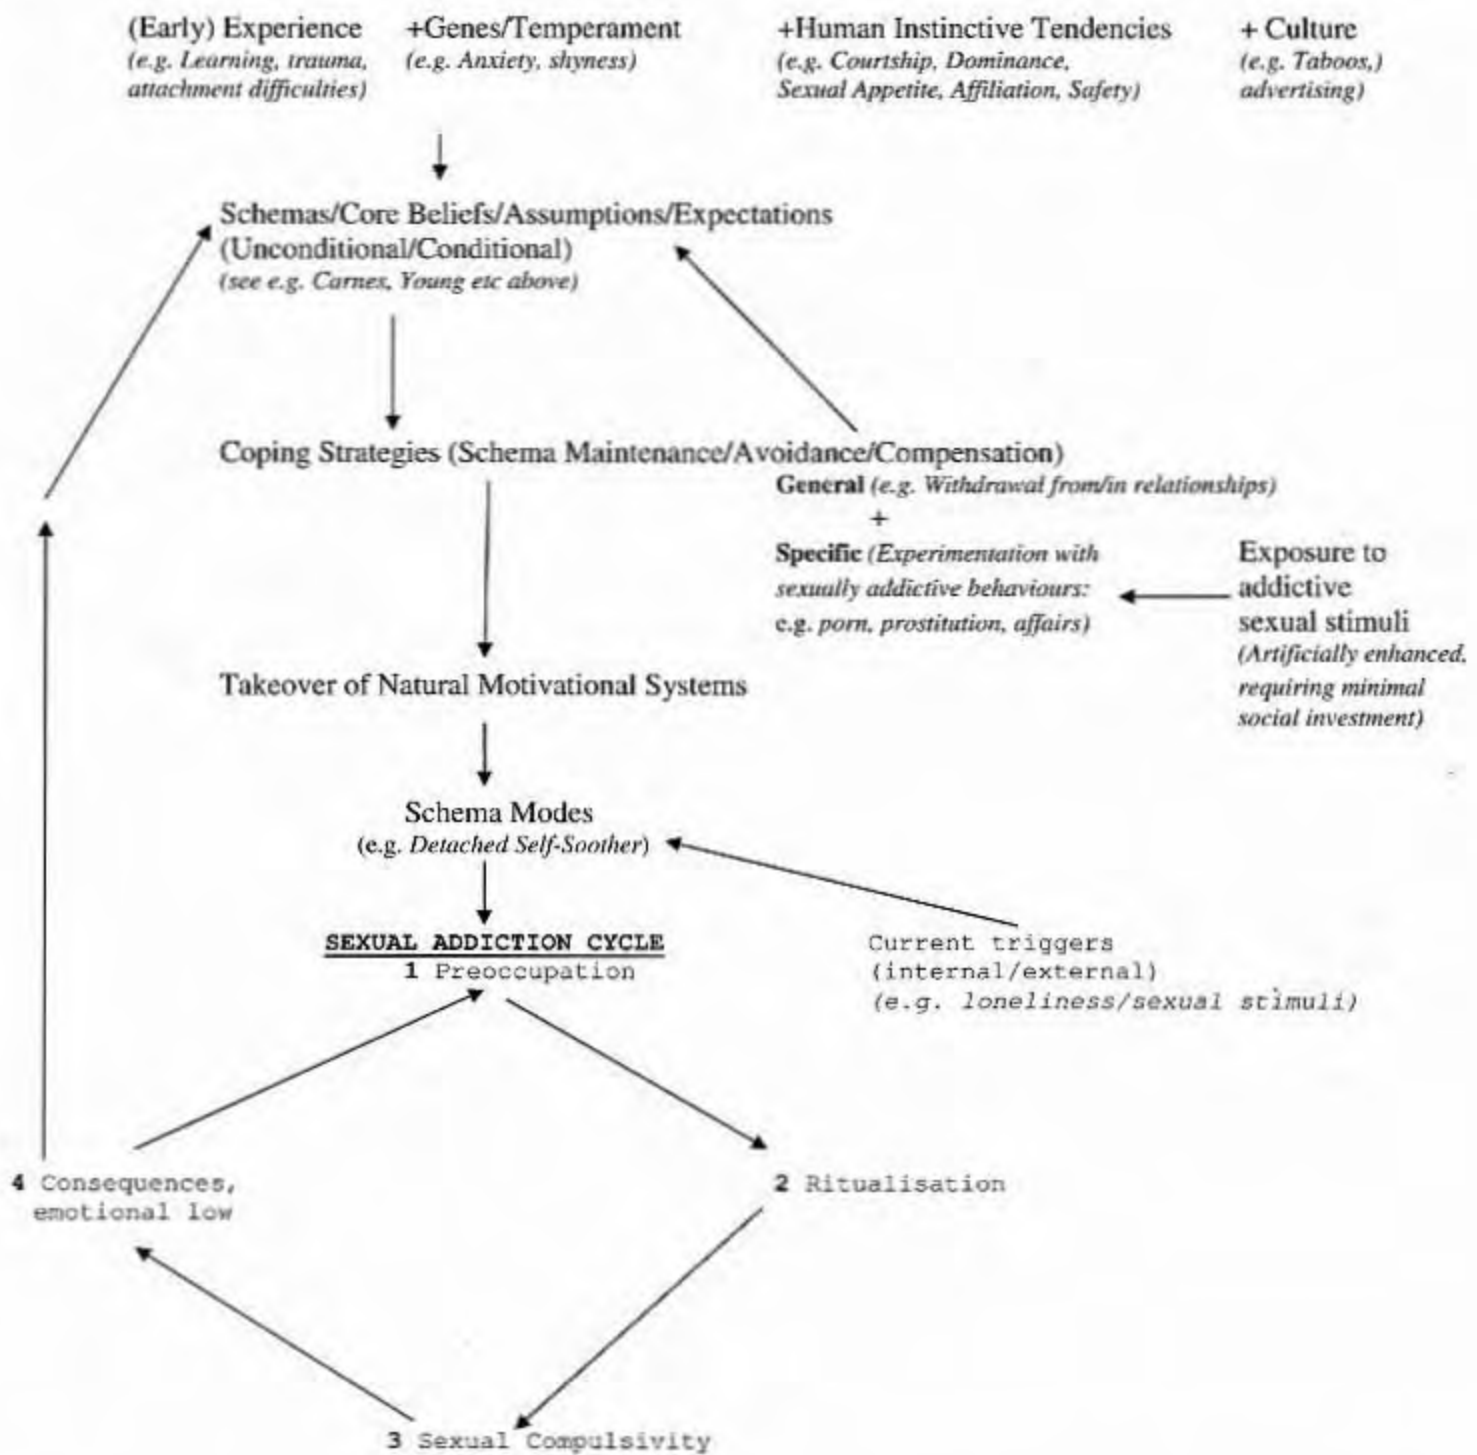 (Early) Experience +Genes/Temperament +Human Instinctive Tendencies + Culture
(e.g. Learning, trauma, (e.g. Anxiety, shyness) (e.g. Courtship, Dominance, (e.g. Taboos,)
attachment difficulties) Sexual Appetite, Affiliation, Safety) advertising)
Schemas/Core Beliefs/Assumptions/Expectations
(Unconditional/Conditional)
(see e.g. Carnes, Young etc above)
Coping Strategies (Schema Maintenance/Avoidance/Compensation)
General (e.g. Withdrawal from/in relationships)
+
Specific (Experimentation with
sexually addictive behaviours:
e.g. porn, prostitution, affairs)
Exposure to
addictive
sexual stimuli
(Artificially enhanced,
requiring minimal
social investment)
Takeover of Natural Motivational Systems
Schema Modes
(e.g. Detached Self-Soother)
SEXUAL ADDICTION CYCLE
1 Preoccupation
Current triggers
(internal/external)
(e.g. loneliness/sexual stimuli)
4 Consequences,
emotional low
2 Ritualisation
3 Sexual Compulsivity